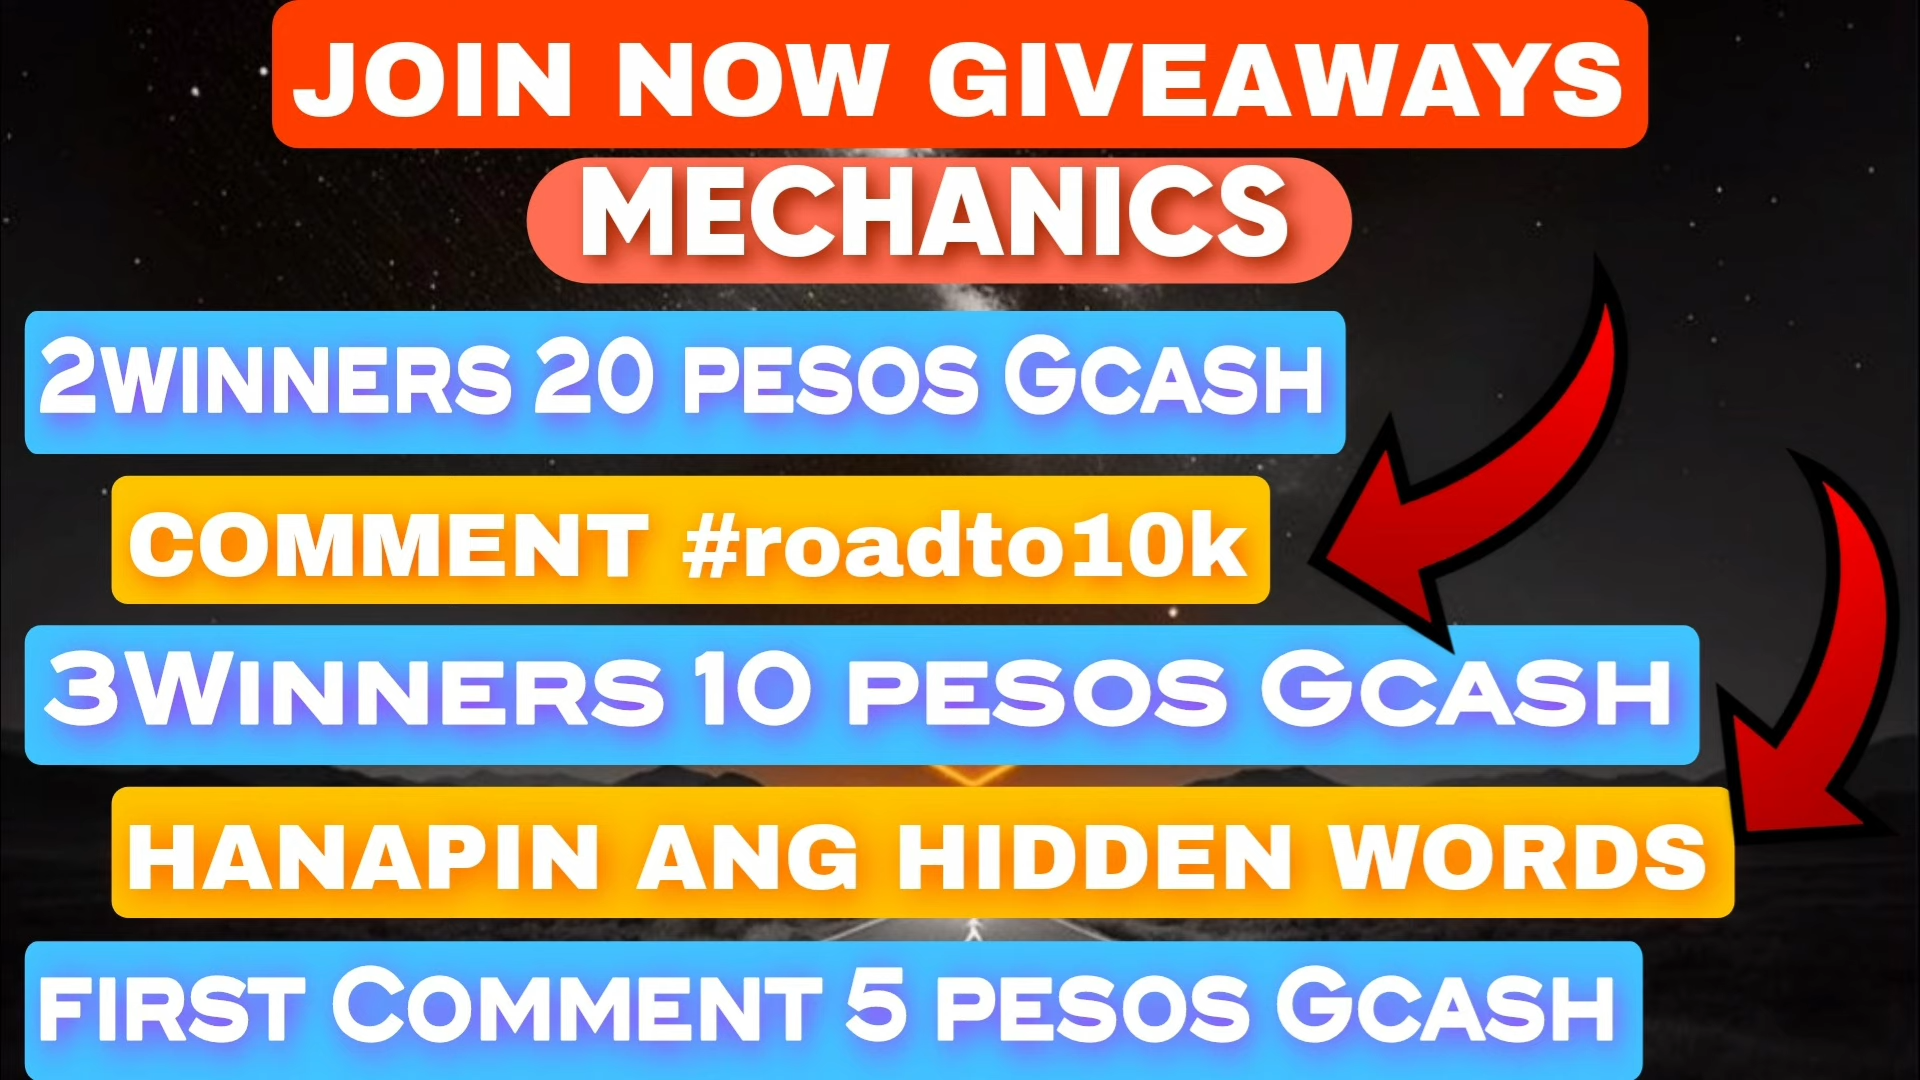 JOIN NOW GIVEAWAYS
MECHANICS
2WINNERS 20 PESOS GCASH
COMMENT #roadto10k
3WINNERS 10 PESOS GCASH
HANAPIN ANG HIDDEN WORDS
FIRST COMMENT 5 PESOS GCASH